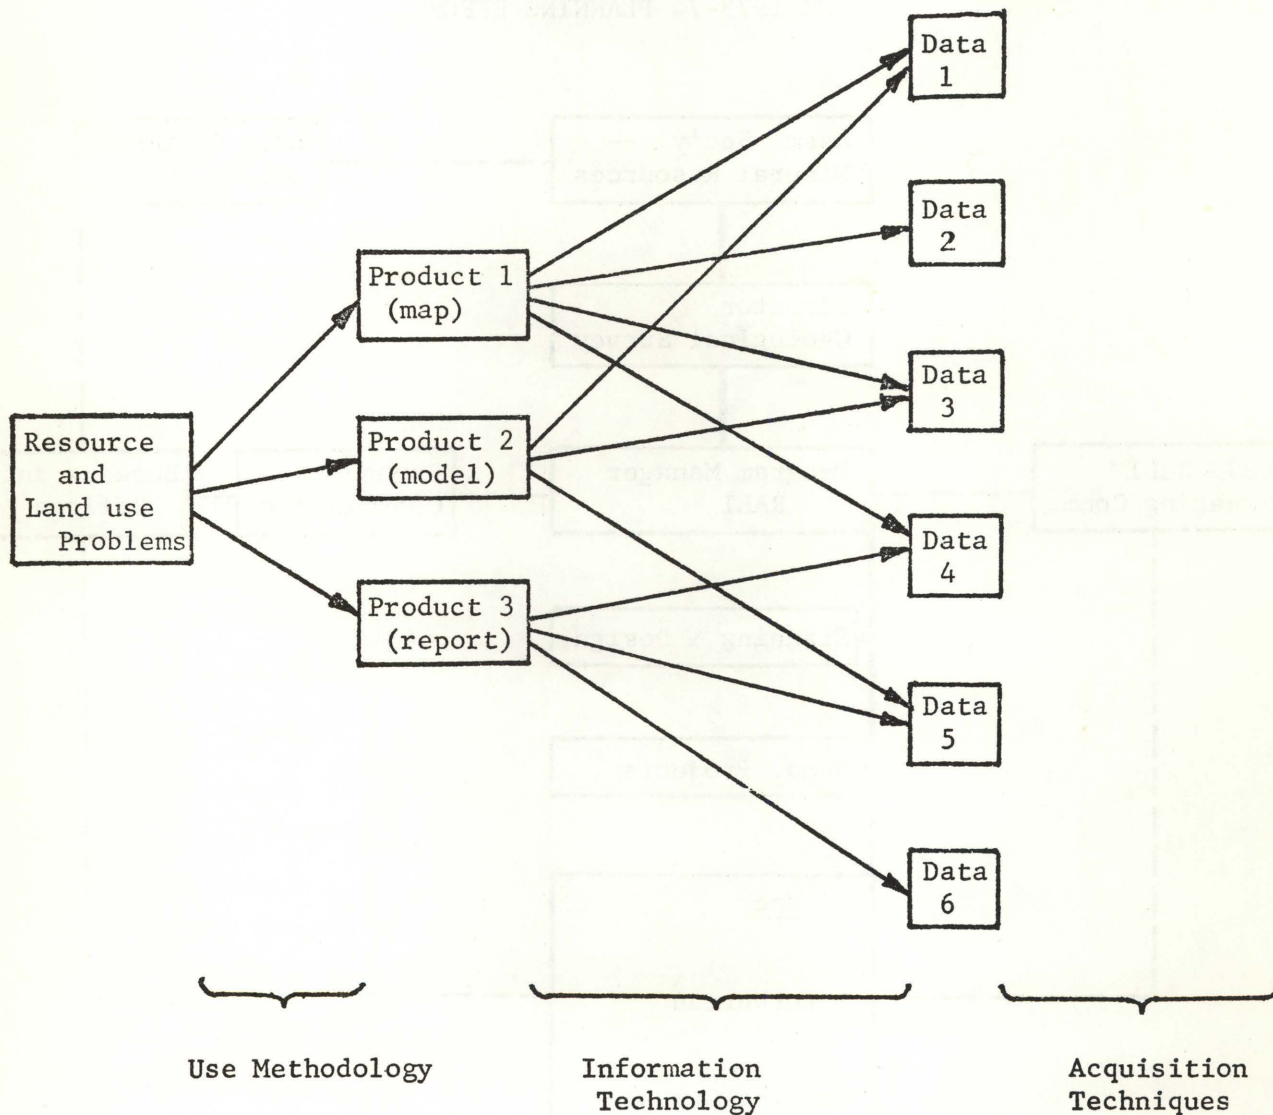 Data
1
Data
2
Product 1
(map)
Data
3
Resource
and
Land use
Problems
Product 2
(model)
Data
4
Product 3
(report)
Data
5
Data
6
Use Methodology
Information
Technology
Acquisition
Techniques